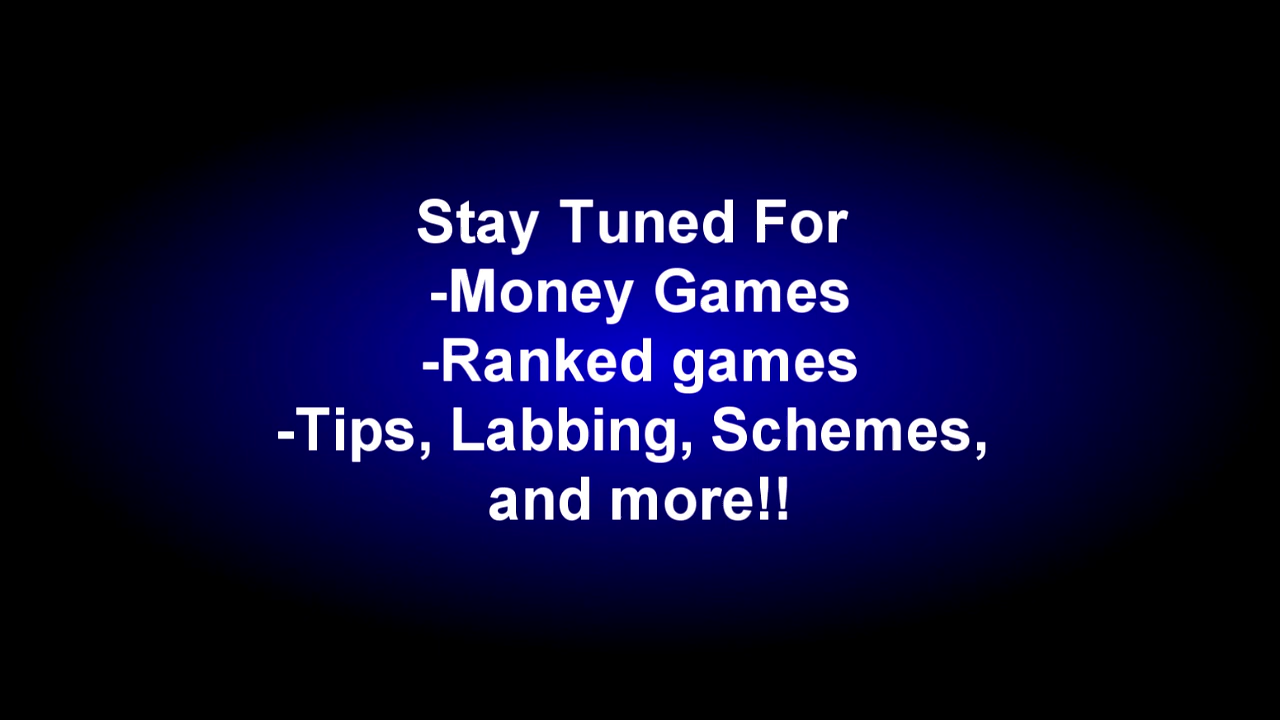 Stay Tuned For
-Money Games
-Ranked games
-Tips, Labbing, Schemes,
and more!!